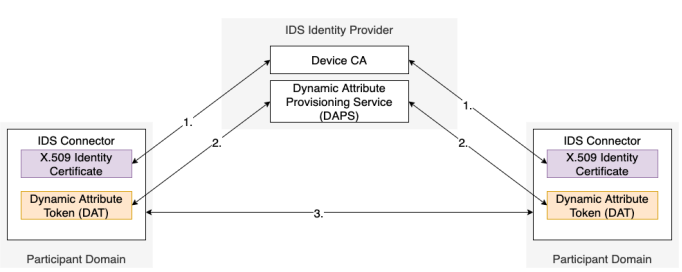 IDS Identity Provider
Device CA
Dynamic Attribute
Provisioning Service
(DAPS)
1.
1.
2.
2.
IDS Connector
X.509 Identity
Certificate
Dynamic Attribute
Token (DAT)
Participant Domain
3.
IDS Connector
X.509 Identity
Certificate
Dynamic Attribute
Token (DAT)
Participant Domain